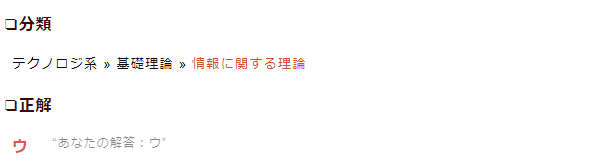 ❏分類
テクノロジ系 » 基礎理論 » 情報に関する理論
❏正解
ウ “あなたの解答：ウ”